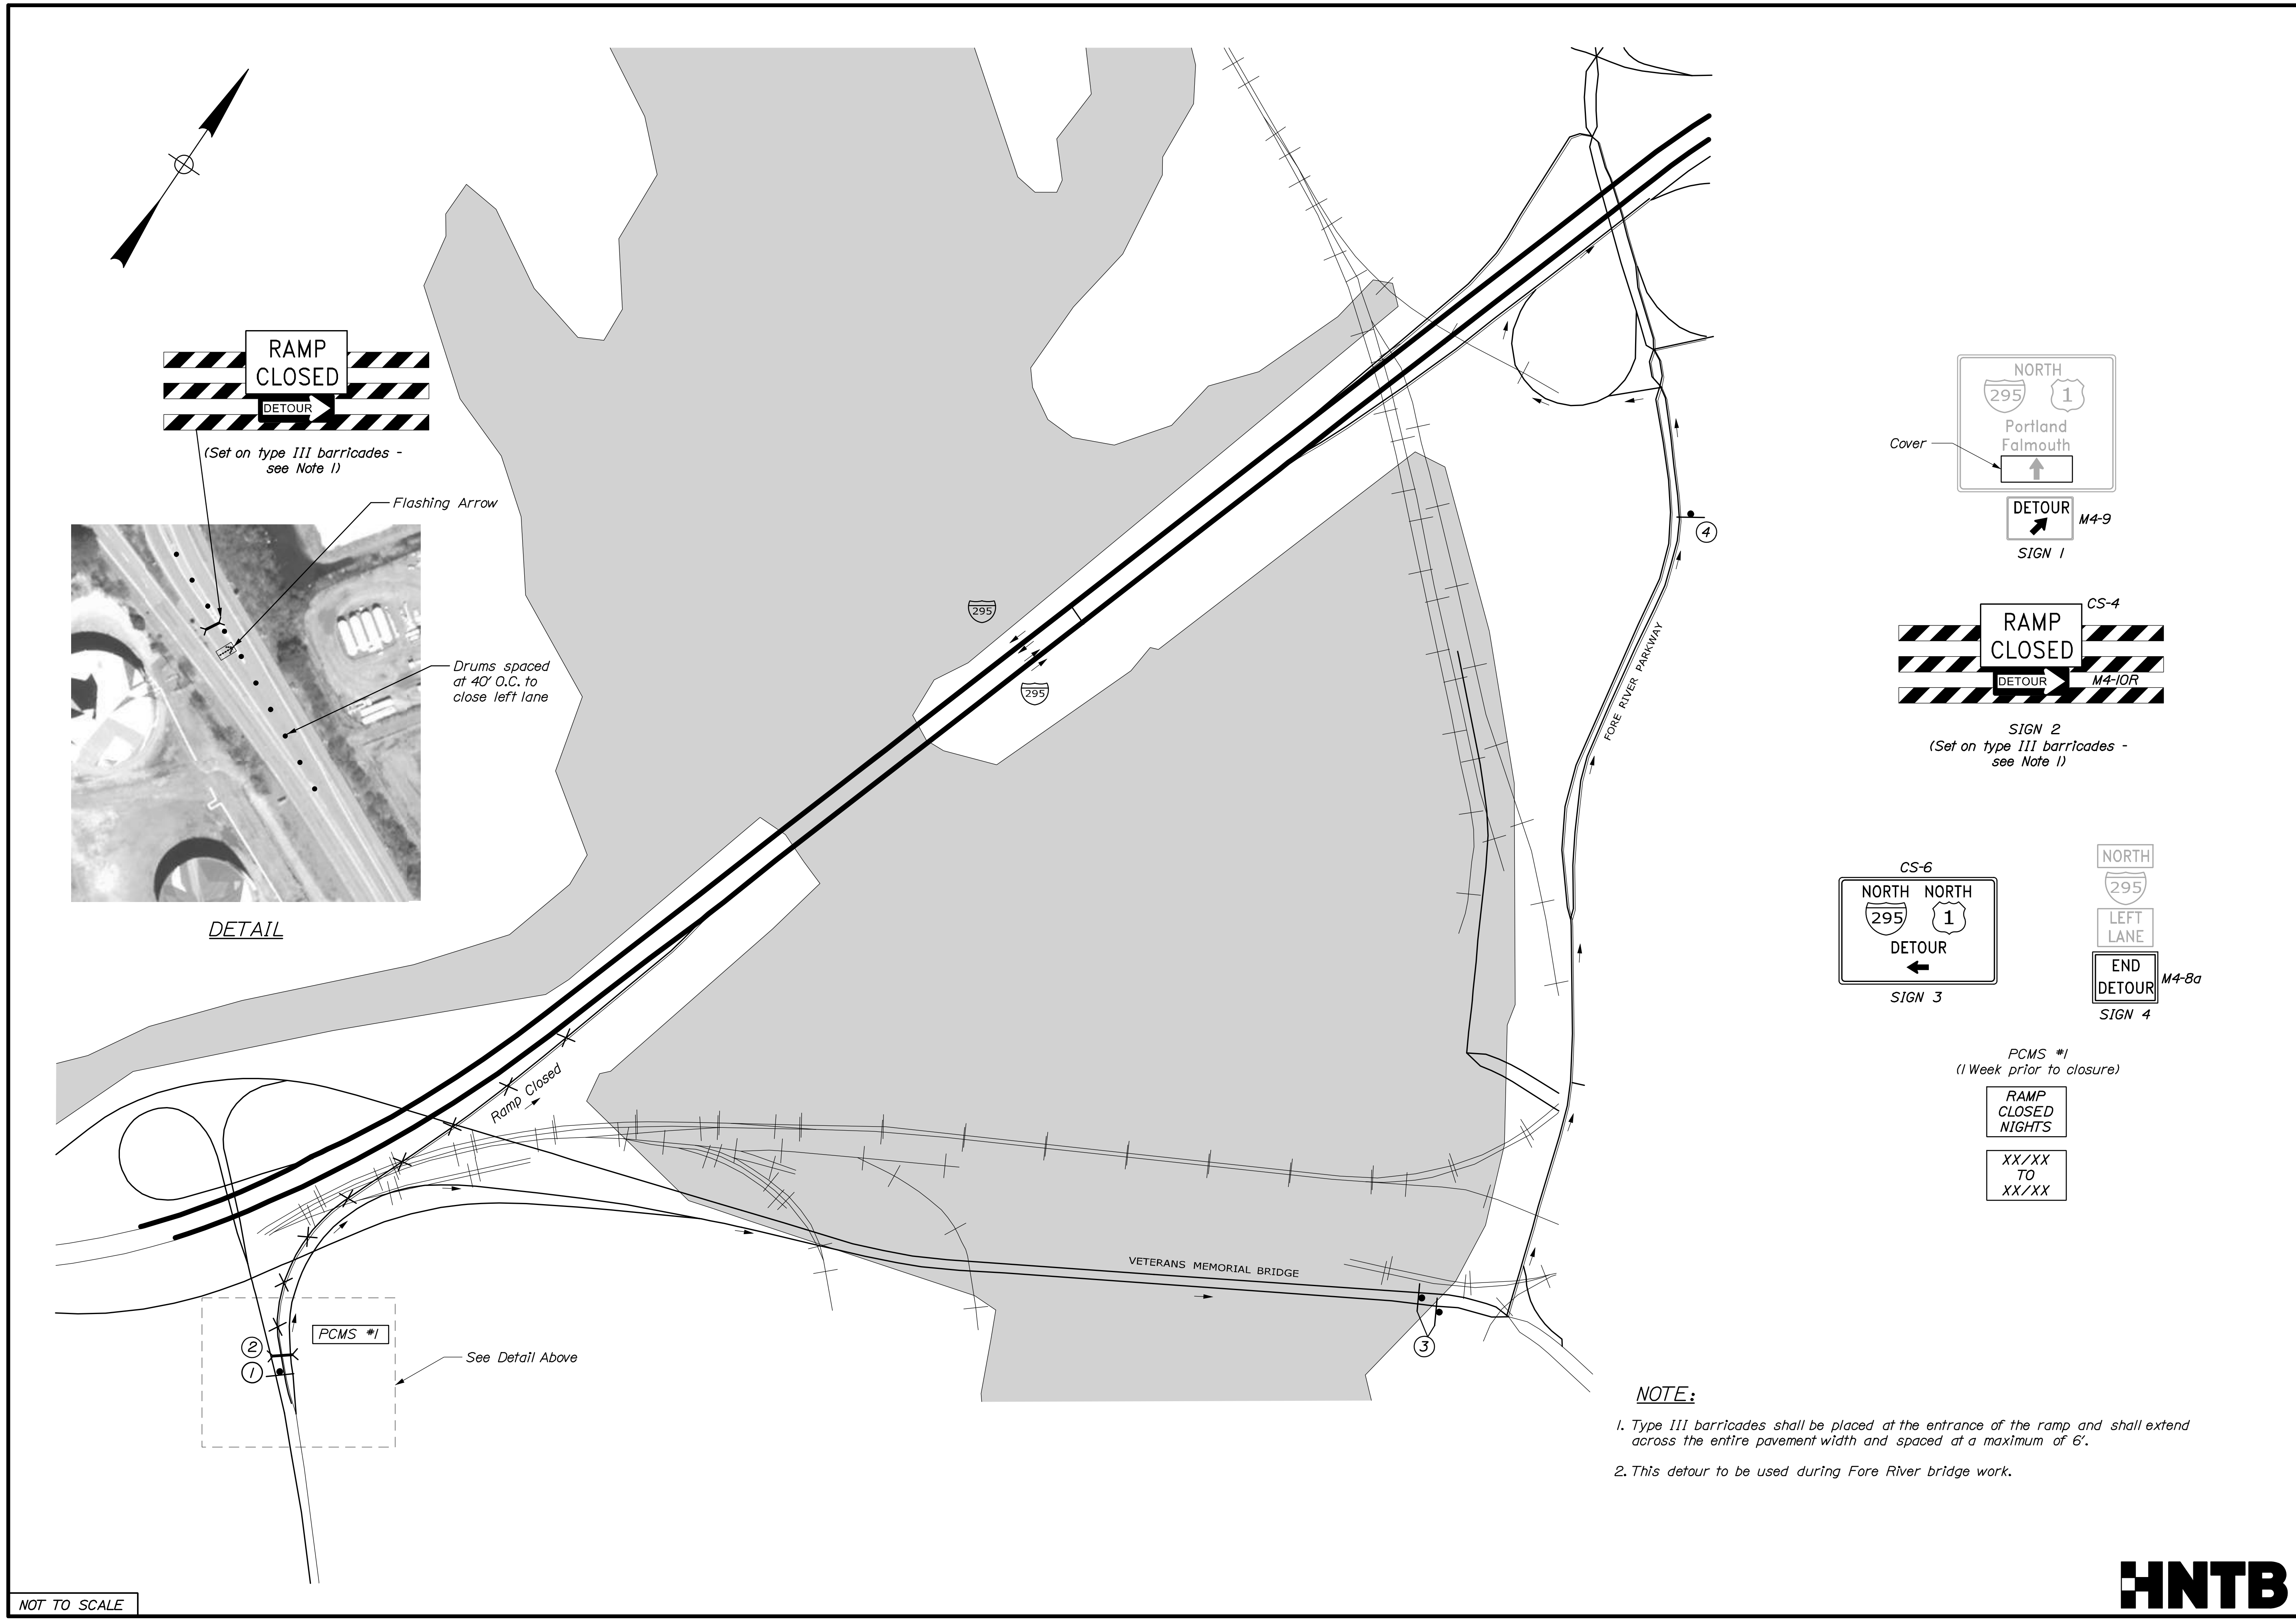 RAMP
CLOSED
DETOUR
(Set on type III barricades -
see Note 1)
Flashing Arrow
Drums spaced
at 40' O.C. to
close left lane
DETAIL
295
295
FORE RIVER PARKWAY
4
Ramp Closed
VETERANS MEMORIAL BRIDGE
3
PCMS #1
2
1
See Detail Above
NORTH
295 1
Portland
Falmouth
Cover
DETOUR
M4-9
SIGN 1
CS-4
RAMP
CLOSED
DETOUR
M4-10R
SIGN 2
(Set on type III barricades -
see Note 1)
CS-6
NORTH NORTH
295 1
DETOUR
SIGN 3
NORTH
295
LEFT
LANE
END
DETOUR
M4-8a
SIGN 4
PCMS #1
(1 Week prior to closure)
RAMP
CLOSED
NIGHTS
XX/XX
TO
XX/XX
NOTE:
1. Type III barricades shall be placed at the entrance of the ramp and shall extend
across the entire pavement width and spaced at a maximum of 6'.
2. This detour to be used during Fore River bridge work.
NOT TO SCALE
HNTB